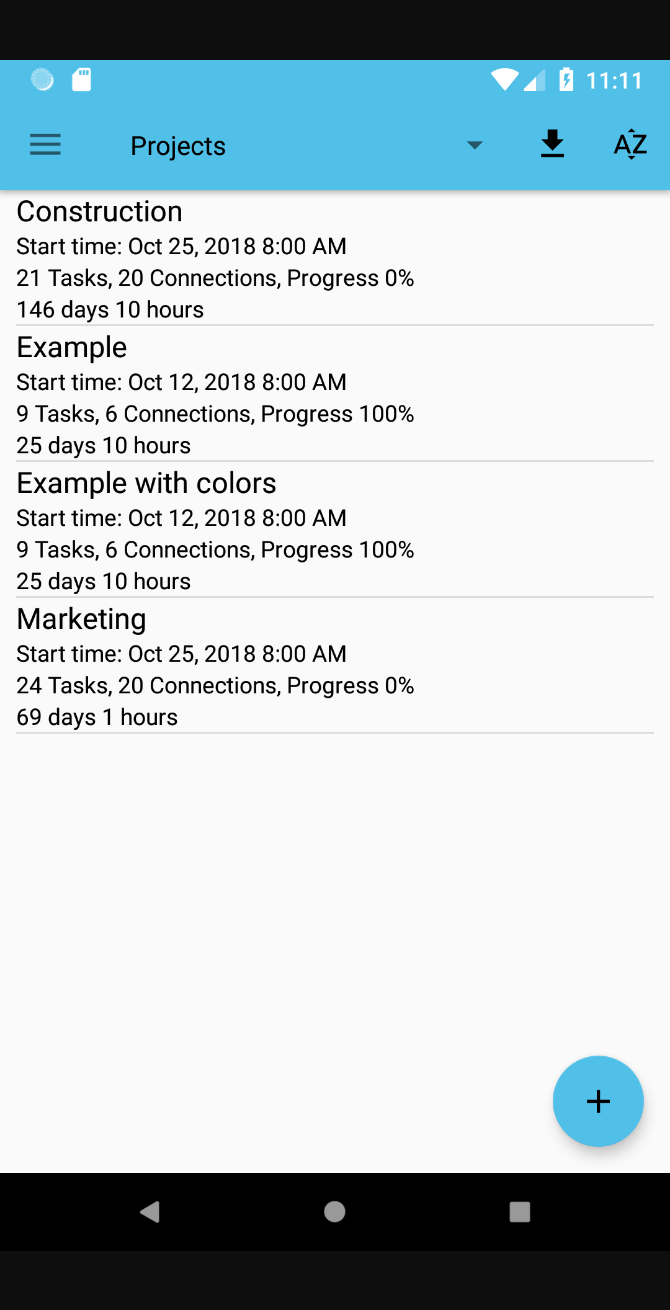 11:11
Projects
AZ
Construction
Start time: Oct 25, 2018 8:00 AM
21 Tasks, 20 Connections, Progress 0%
146 days 10 hours
Example
Start time: Oct 12, 2018 8:00 AM
9 Tasks, 6 Connections, Progress 100%
25 days 10 hours
Example with colors
Start time: Oct 12, 2018 8:00 AM
9 Tasks, 6 Connections, Progress 100%
25 days 10 hours
Marketing
Start time: Oct 25, 2018 8:00 AM
24 Tasks, 20 Connections, Progress 0%
69 days 1 hours